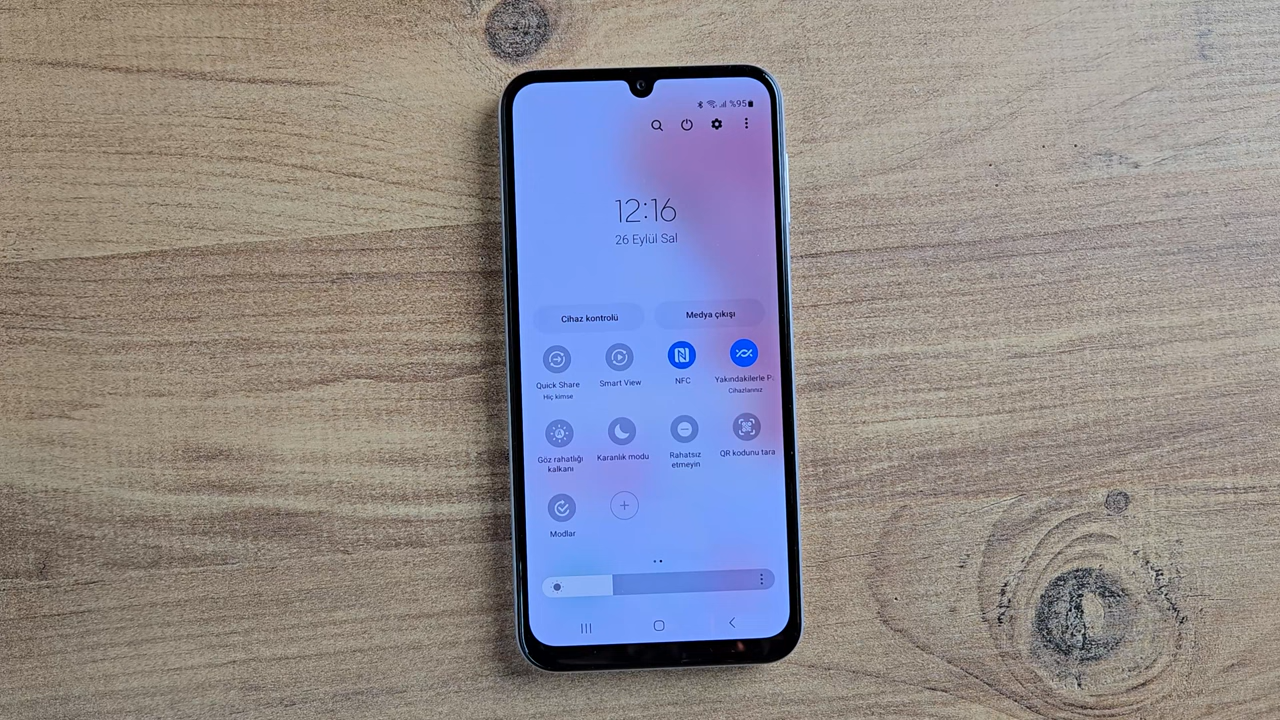 %95
12:16
26 Eylül Sal
Cihaz kontrolü
Medya çıkışı
Quick Share
Hiç kimse
Smart View
NFC
Yakındakilerle Pa
Cihazlarınız
Göz rahatlığı
kalkanı
Karanlık modu
Rahatsız
etmeyin
QR kodunu tara
Modlar